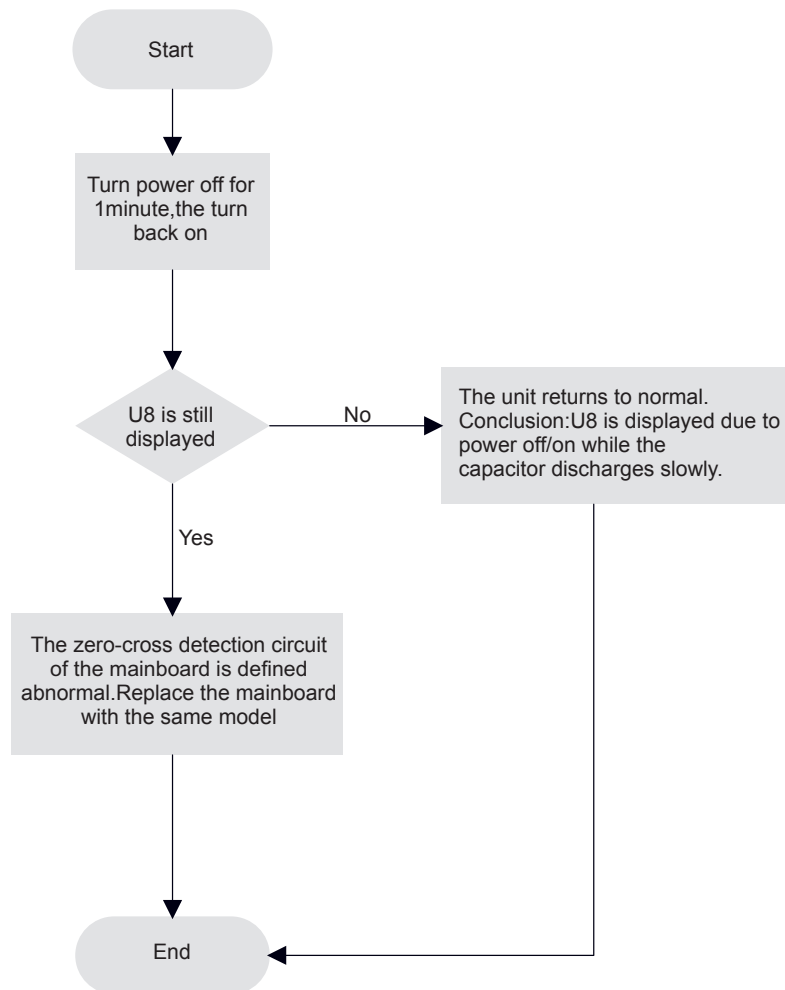 Start
Turn power off for
1minute,the turn
back on
U8 is still
displayed
No
The unit returns to normal.
Conclusion:U8 is displayed due to
power off/on while the
capacitor discharges slowly.
Yes
The zero-cross detection circuit
of the mainboard is defined
abnormal.Replace the mainboard
with the same model
End